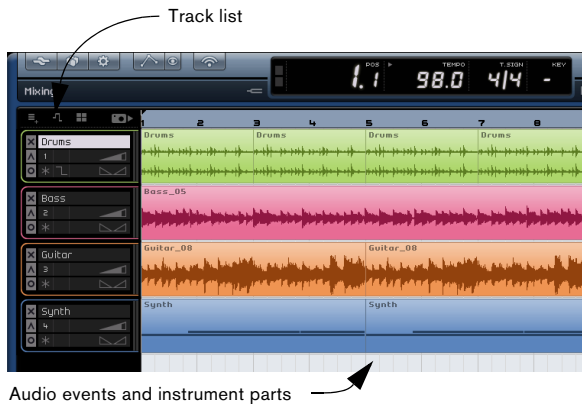 Track list
POS
TEMPO
T.SIGN
KEY
1. 1
98.0
4/4
-
Mixing
1 2 3 4 5 6 7 8
Drums
1
Drums
Drums
Drums
Drums
Bass
2
Bass_05
Guitar
3
Guitar_08
Guitar_08
Synth
4
Synth
Synth
Audio events and instrument parts